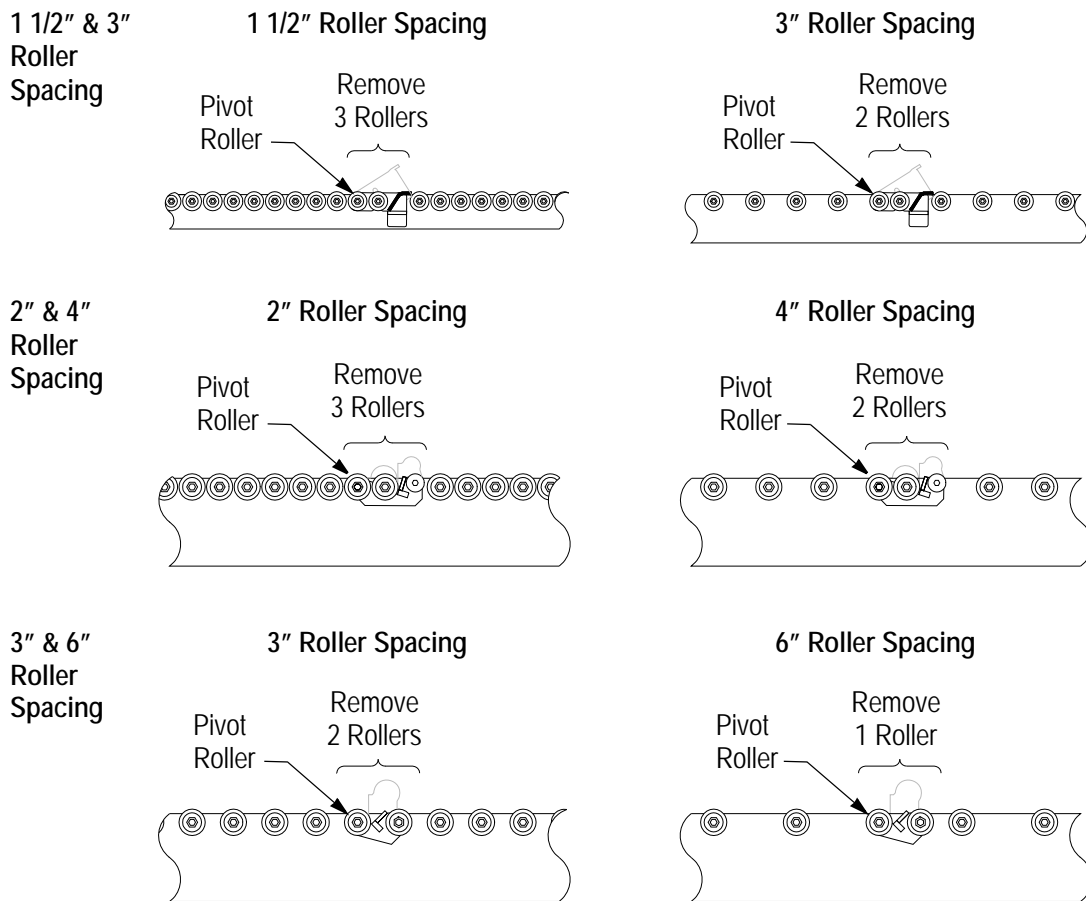 1 1/2″ & 3″
Roller
Spacing
1 1/2″ Roller Spacing
Pivot
Roller
Remove
3 Rollers
3″ Roller Spacing
Pivot
Roller
Remove
2 Rollers
2″ & 4″
Roller
Spacing
2″ Roller Spacing
Pivot
Roller
Remove
3 Rollers
4″ Roller Spacing
Pivot
Roller
Remove
2 Rollers
3″ & 6″
Roller
Spacing
3″ Roller Spacing
Pivot
Roller
Remove
2 Rollers
6″ Roller Spacing
Pivot
Roller
Remove
1 Roller